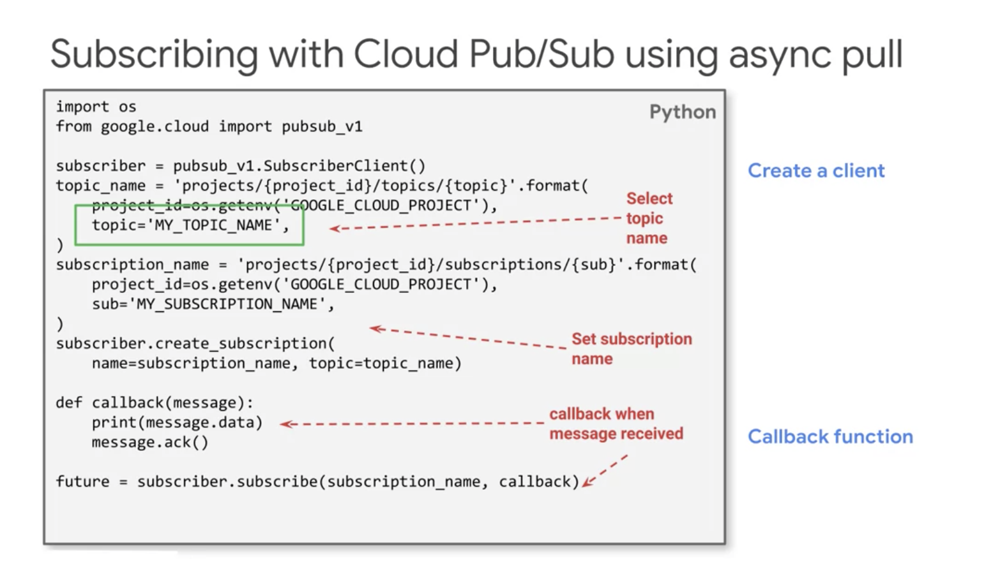 Subscribing with Cloud Pub/Sub using async pull
Python
import os
from google.cloud import pubsub_v1
subscriber = pubsub_v1.SubscriberClient()
topic_name = 'projects/{project_id}/topics/{topic}'.format(
    project_id=os.getenv('GOOGLE_CLOUD_PROJECT'),
    topic='MY_TOPIC_NAME',
)
subscription_name = 'projects/{project_id}/subscriptions/{sub}'.format(
    project_id=os.getenv('GOOGLE_CLOUD_PROJECT'),
    sub='MY_SUBSCRIPTION_NAME',
)
subscriber.create_subscription(
    name=subscription_name, topic=topic_name)
def callback(message):
    print(message.data)
    message.ack()
future = subscriber.subscribe(subscription_name, callback)
Select
topic
name
Set subscription
name
callback when
message received
Create a client
Callback function